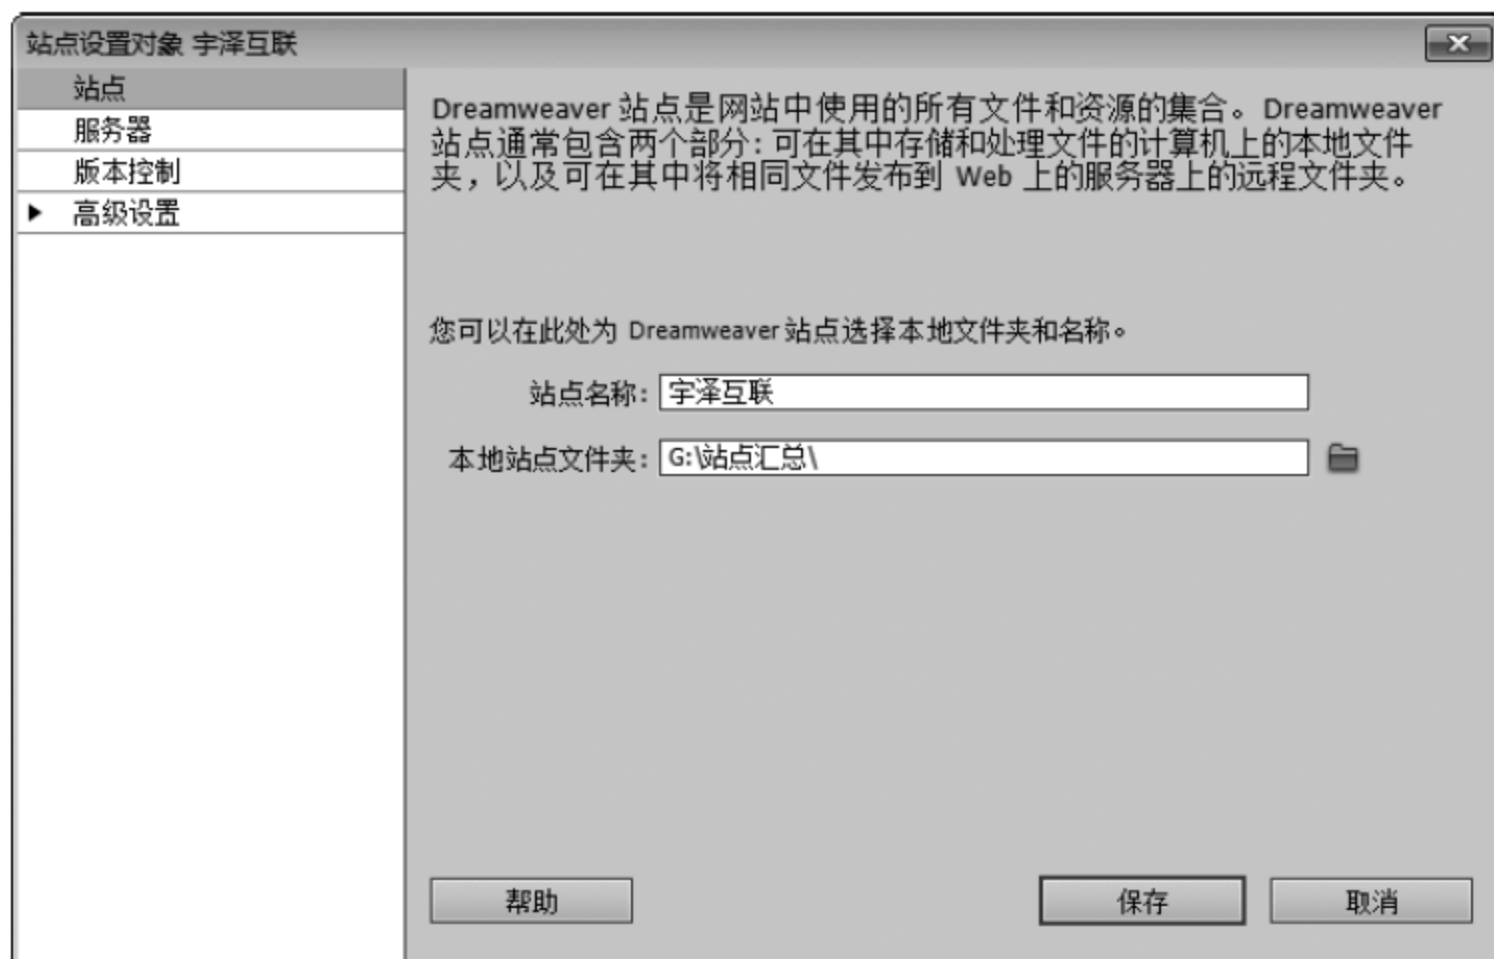 站点设置对象 宇泽互联
站点
服务器
版本控制
高级设置
Dreamweaver 站点是网站中使用的所有文件和资源的集合。Dreamweaver
站点通常包含两个部分：可在其中存储和处理文件的计算机上的本地文件
夹，以及可在其中将相同文件发布到 Web 上的服务器上的远程文件夹。
您可以在此处为 Dreamweaver 站点选择本地文件夹和名称。
站点名称： 宇泽互联
本地站点文件夹： G:\站点汇总\
帮助 保存 取消